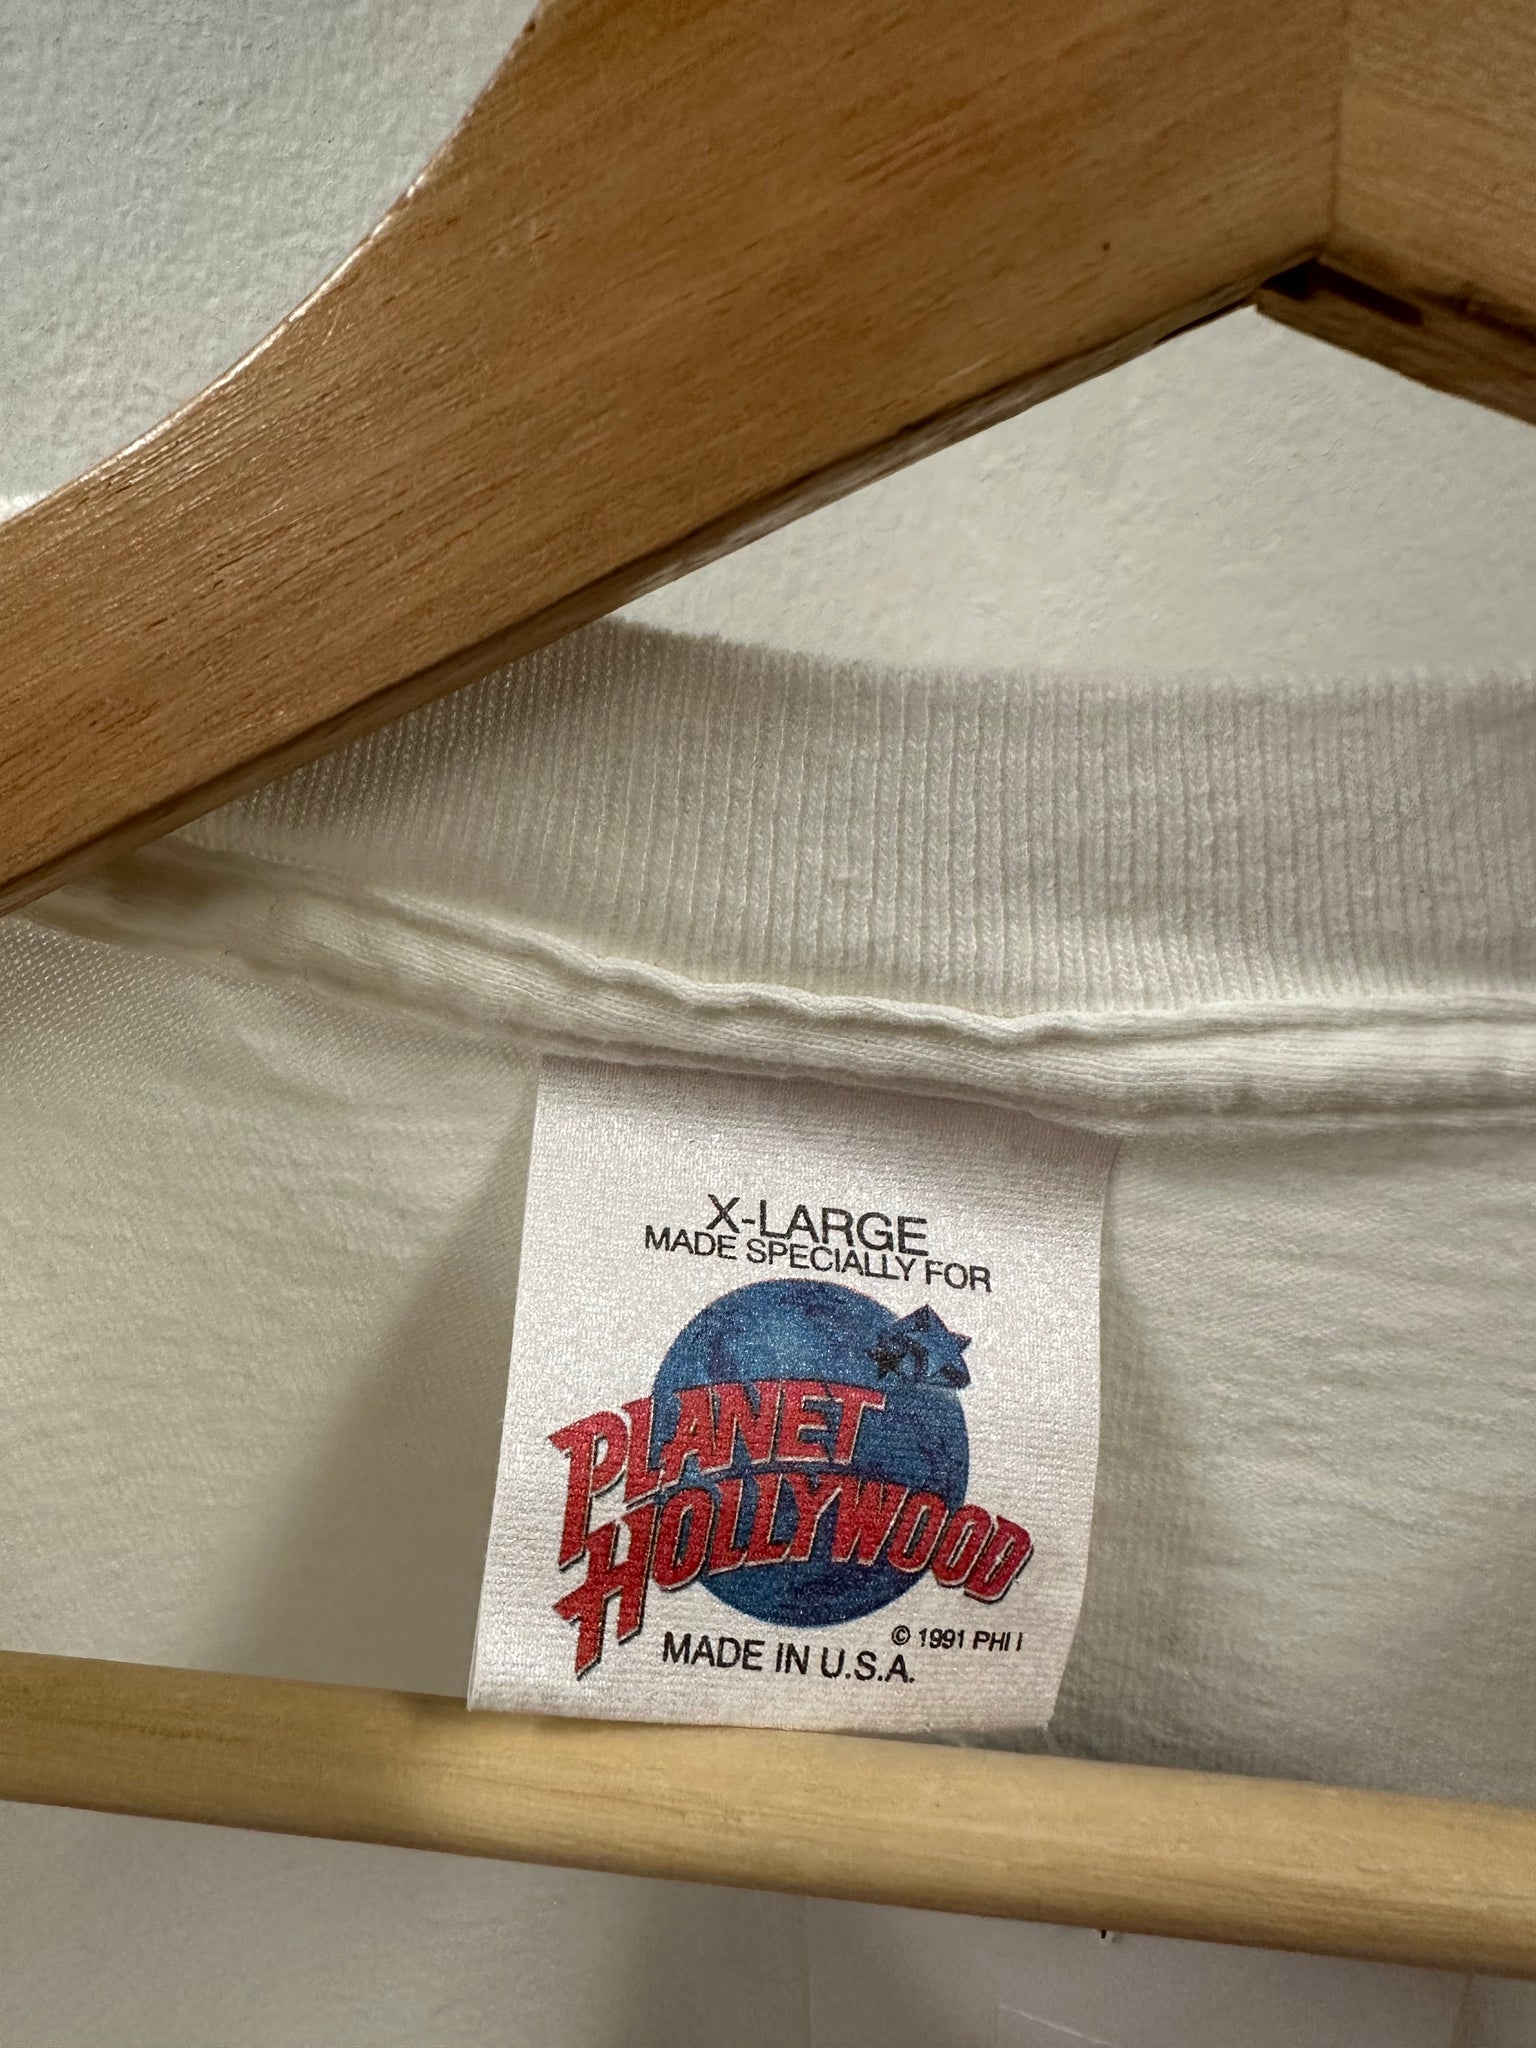 X-LARGE
MADE SPECIALLY FOR
PLANET
HOLLYWOOD
© 1991 PHI I
MADE IN U.S.A.